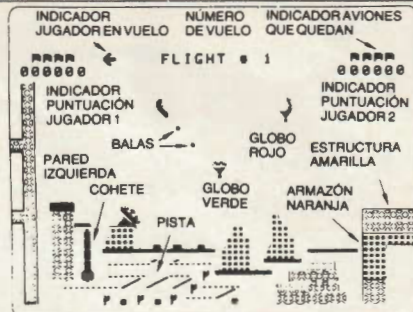 INDICADOR
JUGADOR EN VUELO
NÚMERO
DE VUELO
INDICADOR AVIONES
QUE QUEDAN
FLIGHT # 1
000000
000000
INDICADOR
PUNTUACIÓN
JUGADOR 1
INDICADOR
PUNTUACIÓN
JUGADOR 2
BALAS
GLOBO
ROJO
ESTRUCTURA
AMARILLA
PARED
IZQUIERDA
COHETE
GLOBO
VERDE
ARMAZÓN
NARANJA
PISTA